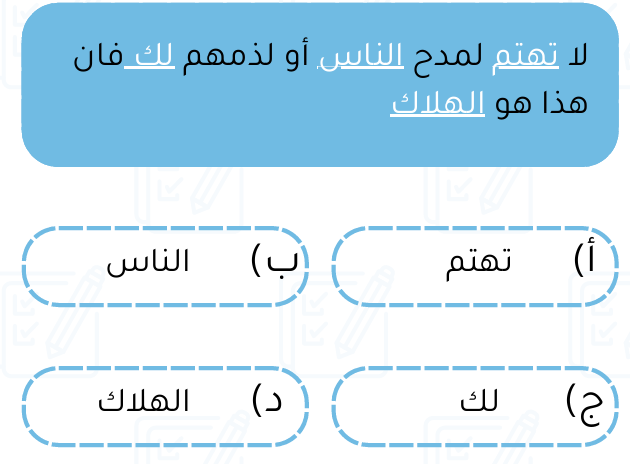 لا تهتم لمدح الناس أو لذمهم لك فان
هذا هو الهلاك
أ) تهتم
ب) الناس
ج) لك
د) الهلاك